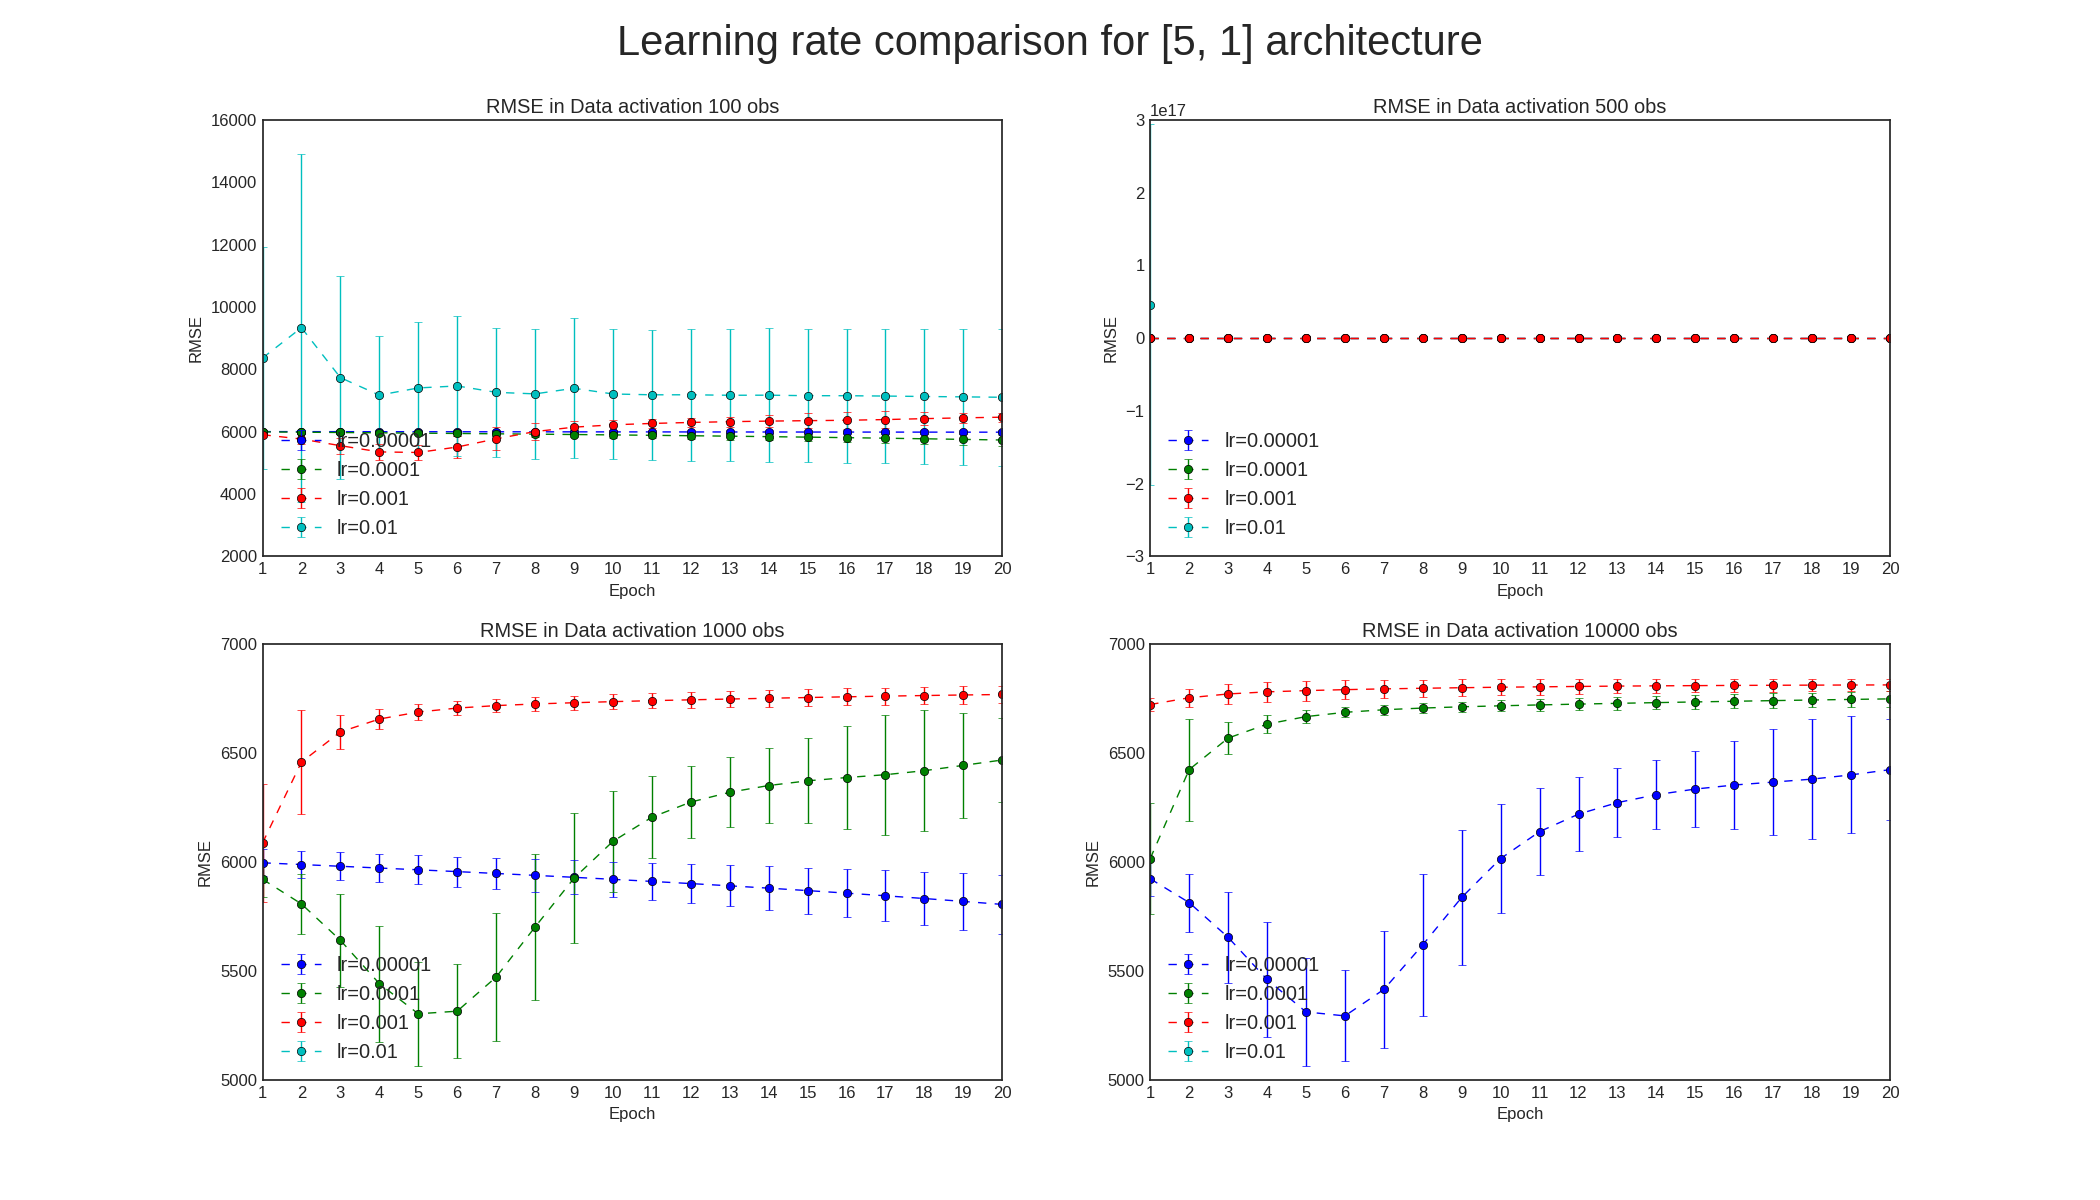 Learning rate comparison for [5, 1] architecture
RMSE in Data activation 100 obs
16000
14000
12000
10000
8000
6000
4000
2000
RMSE
lr=0.00001
lr=0.0001
lr=0.001
lr=0.01
1 2 3 4 5 6 7 8 9 10 11 12 13 14 15 16 17 18 19 20
Epoch
RMSE in Data activation 500 obs
1e17
3
2
1
0
−1
−2
−3
RMSE
lr=0.00001
lr=0.0001
lr=0.001
lr=0.01
1 2 3 4 5 6 7 8 9 10 11 12 13 14 15 16 17 18 19 20
Epoch
RMSE in Data activation 1000 obs
7000
6500
6000
5500
5000
RMSE
lr=0.00001
lr=0.0001
lr=0.001
lr=0.01
1 2 3 4 5 6 7 8 9 10 11 12 13 14 15 16 17 18 19 20
Epoch
RMSE in Data activation 10000 obs
7000
6500
6000
5500
5000
RMSE
lr=0.00001
lr=0.0001
lr=0.001
lr=0.01
1 2 3 4 5 6 7 8 9 10 11 12 13 14 15 16 17 18 19 20
Epoch